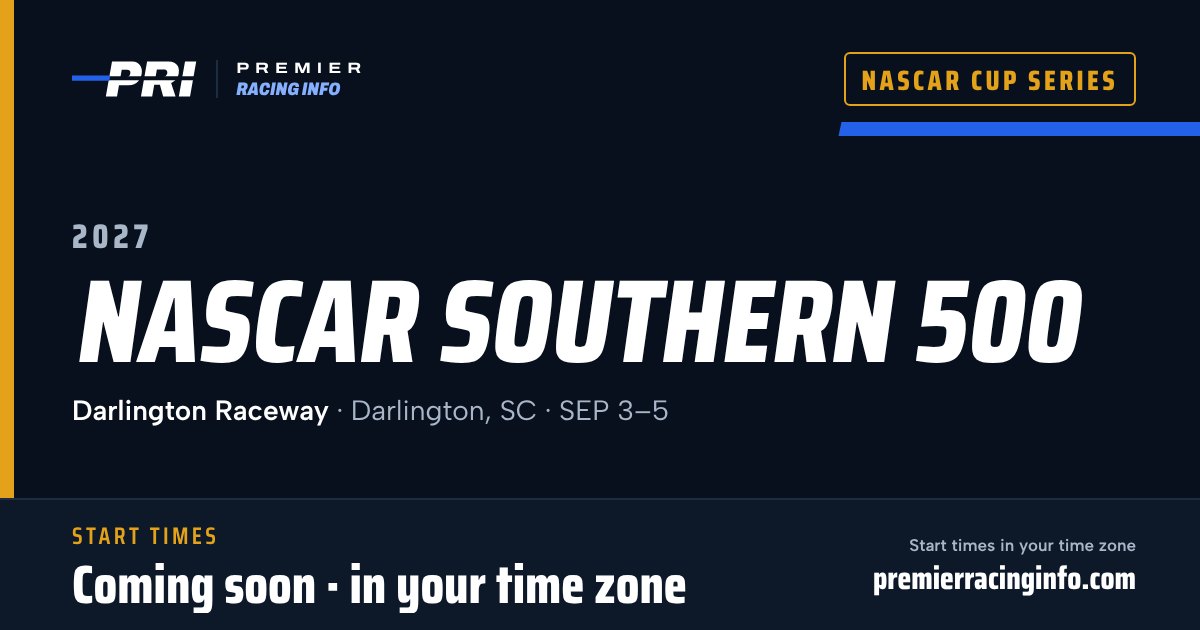 PRI
PREMIER
RACING INFO
NASCAR CUP SERIES
2027
NASCAR SOUTHERN 500
Darlington Raceway · Darlington, SC · SEP 3–5
START TIMES
Coming soon · in your time zone
Start times in your time zone
premierracinginfo.com